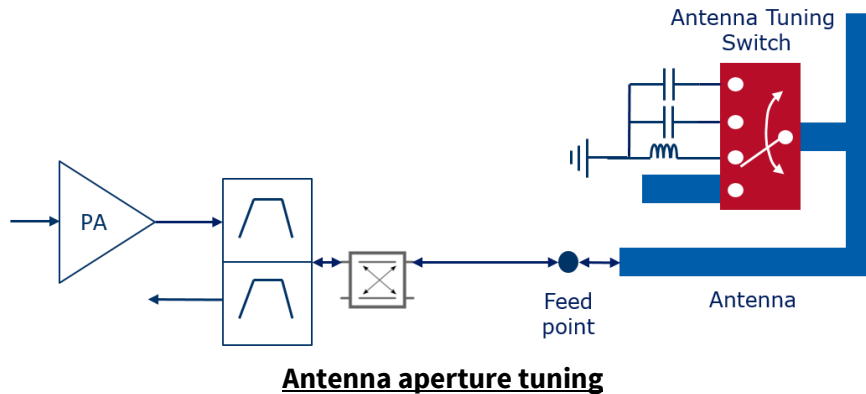 Antenna Tuning
Switch
PA
Feed
point
Antenna
Antenna aperture tuning